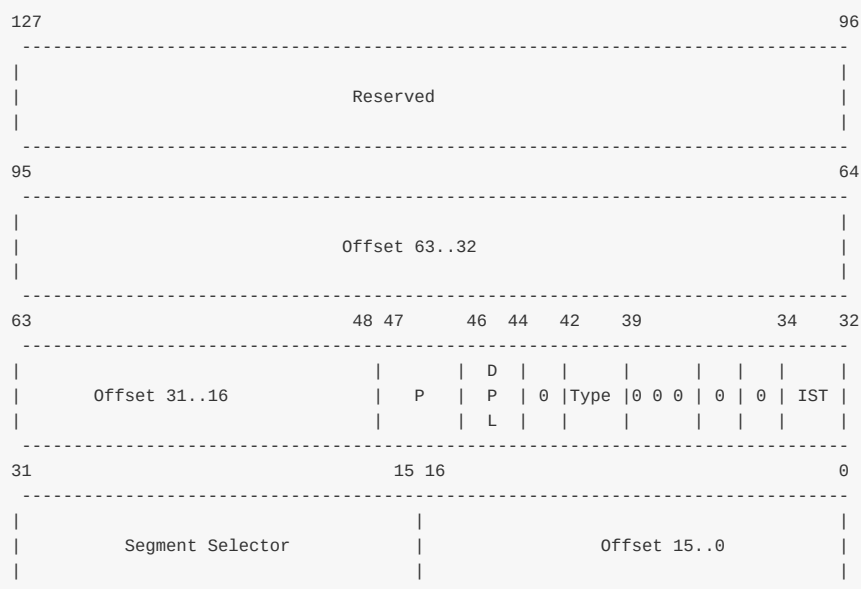 127 96
--------------------------------------------------------------------------------
| |
| Reserved |
| |
--------------------------------------------------------------------------------
95 64
--------------------------------------------------------------------------------
| |
| Offset 63..32 |
| |
--------------------------------------------------------------------------------
63 48 47 46 44 42 39 34 32
--------------------------------------------------------------------------------
| | | D | | | | | | |
| Offset 31..16 | P | P | 0 |Type |0 0 0 | 0 | 0 | IST |
| | | L | | | | | | |
--------------------------------------------------------------------------------
31 15 16 0
--------------------------------------------------------------------------------
| | |
| Segment Selector | Offset 15..0 |
| | |